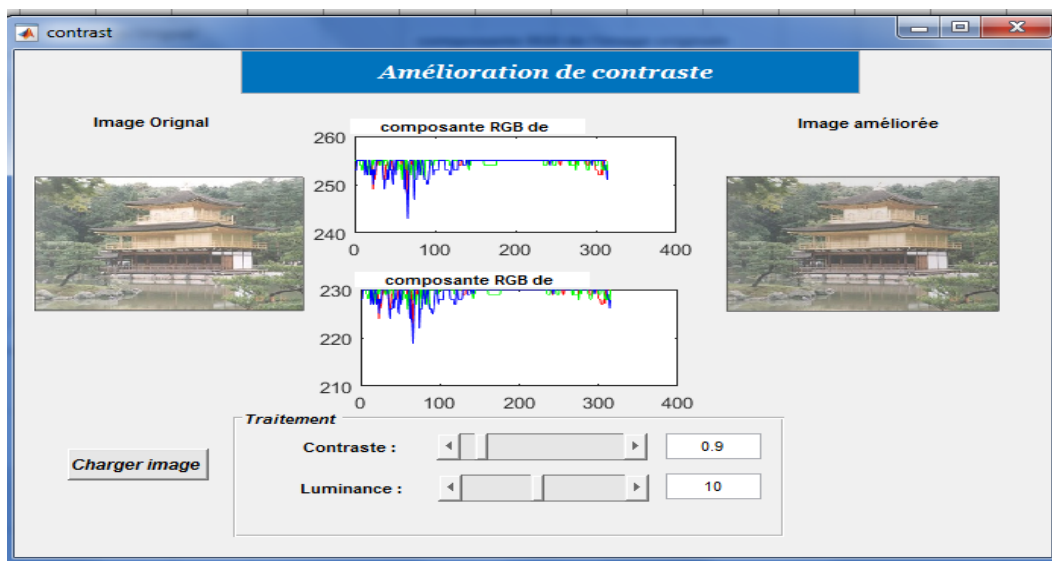 contrast
Amélioration de contraste
Image Orignal
composante RGB de
Image améliorée
260
250
240
0 100 200 300 400
composante RGB de
230
220
210
0 100 200 300 400
Traitement
Contraste : 0.9
Charger image
Luminance : 10